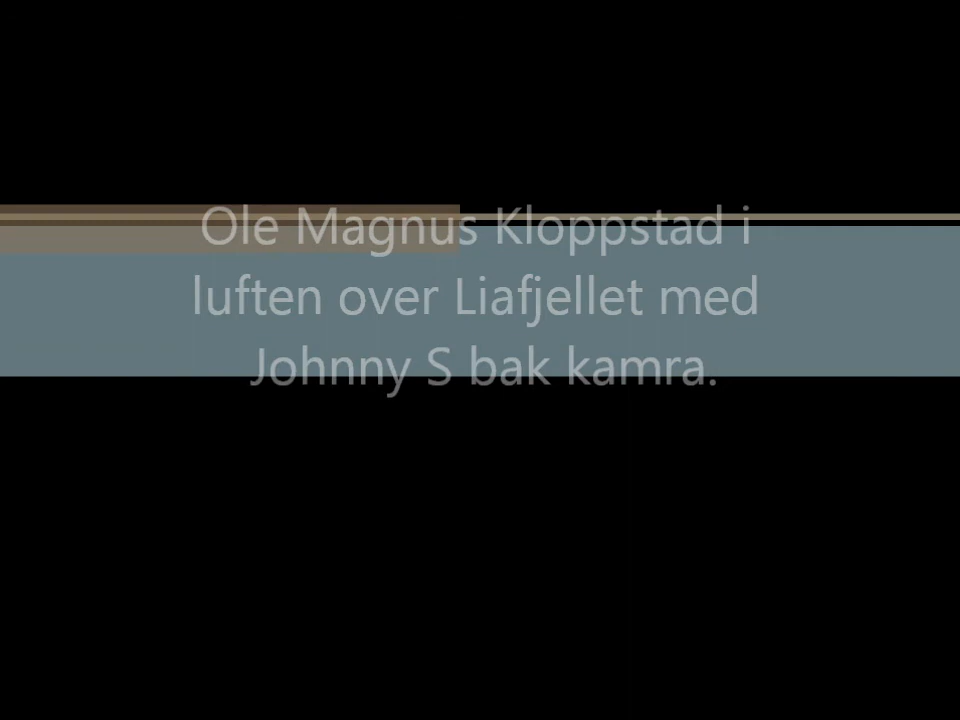 Ole Magnus Kloppstad i
luften over Liafjellet med
Johnny S bak kamra.